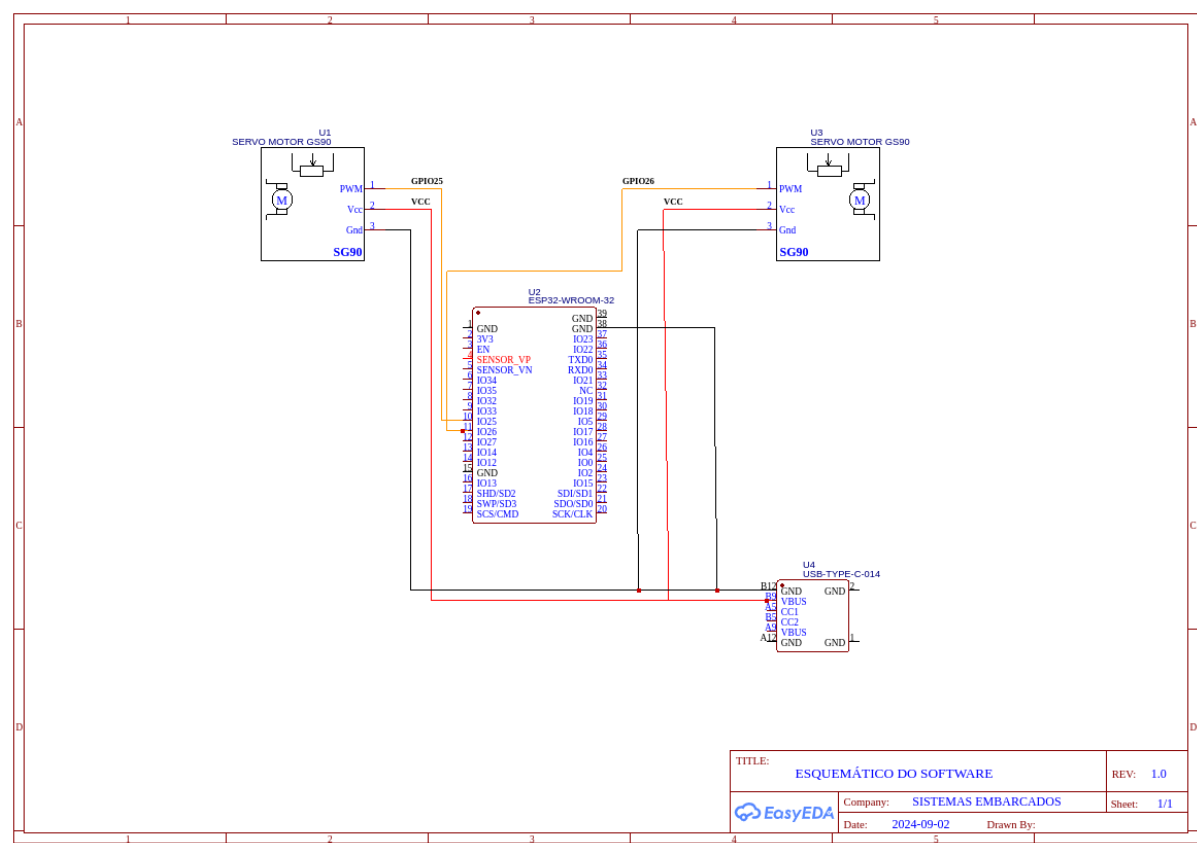 1 2 3 4 5
A A
B B
C C
D D
U1
SERVO MOTOR GS90
PWM 1
Vcc 2
Gnd 3
M
SG90
GPIO25
VCC
U3
SERVO MOTOR GS90
1 PWM
2 Vcc
3 Gnd
M
SG90
GPIO26
VCC
U2
ESP32-WROOM-32
GND 39
1 GND GND 38
2 3V3 IO23 37
3 EN IO22 36
4 SENSOR_VP TXD0 35
5 SENSOR_VN RXD0 34
6 IO34 IO21 33
7 IO35 NC 32
8 IO32 IO19 31
9 IO33 IO18 30
10 IO25 IO5 29
11 IO26 IO17 28
12 IO27 IO16 27
13 IO14 IO4 26
14 IO12 IO0 25
15 GND IO2 24
16 IO13 IO15 23
17 SHD/SD2 SDI/SD1 22
18 SWP/SD3 SDO/SD0 21
19 SCS/CMD SCK/CLK 20
U4
USB-TYPE-C-014
B12 GND GND 2
B9 VBUS
A5 CC1
B5 CC2
A9 VBUS
A12 GND GND 1
TITLE:
ESQUEMÁTICO DO SOFTWARE
REV: 1.0
EasyEDA
Company: SISTEMAS EMBARCADOS
Sheet: 1/1
Date: 2024-09-02 Drawn By:
1 2 3 4 5